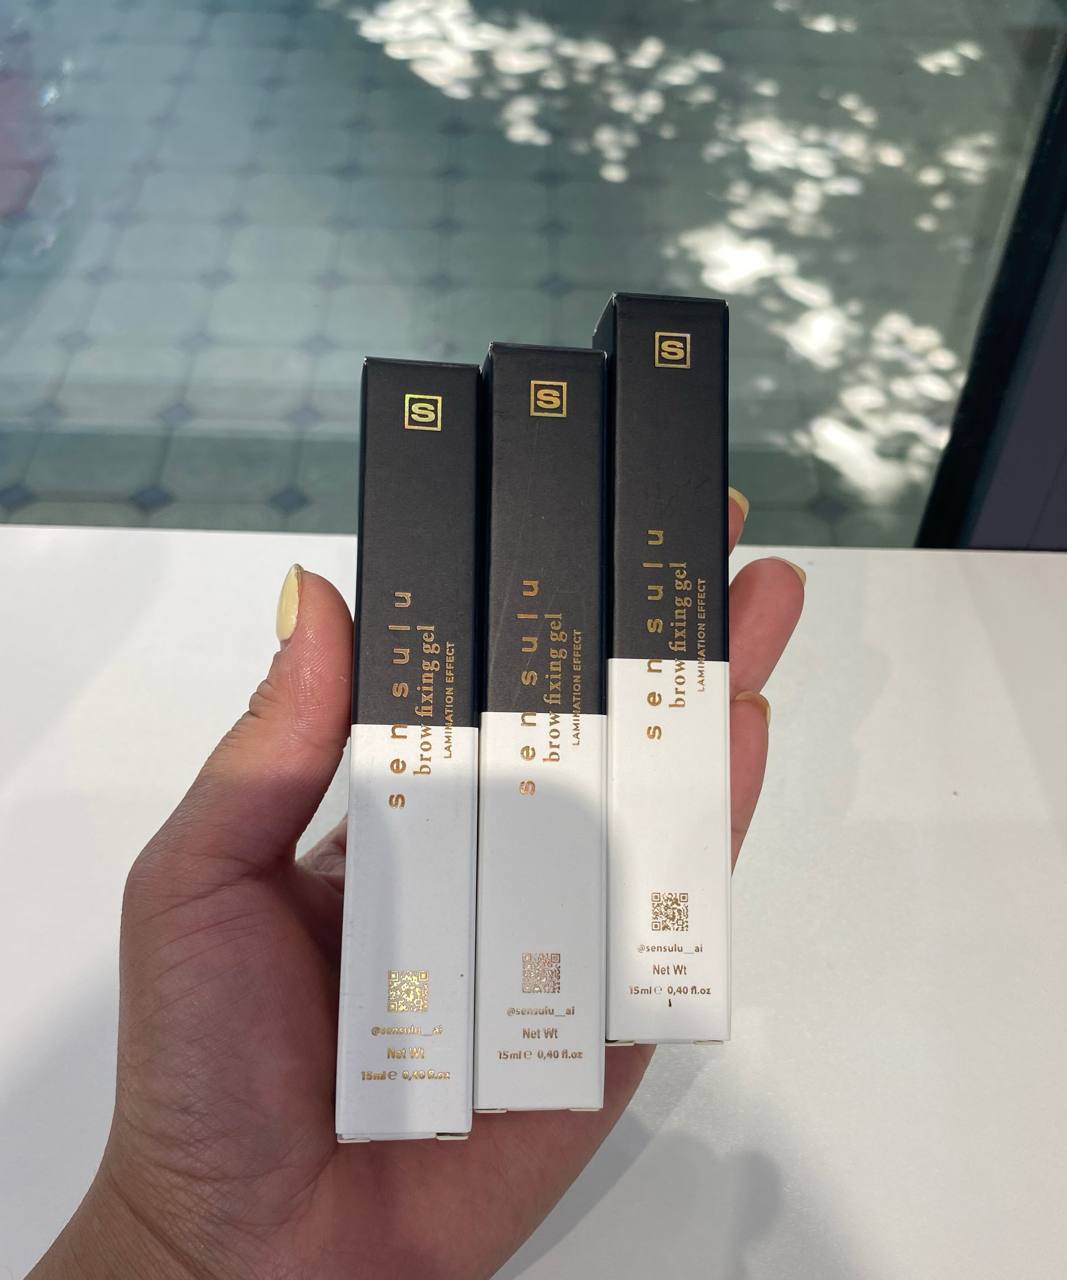 S
sensulu
brow fixing gel
LAMINATION EFFECT
@sensulu__ai
Net Wt
15ml ℮ 0,40 fl.oz
S
sensulu
brow fixing gel
LAMINATION EFFECT
@sensulu__ai
Net Wt
15ml ℮ 0,40 fl.oz
S
sensulu
brow fixing gel
LAMINATION EFFECT
@sensulu__ai
Net Wt
15ml ℮ 0,40 fl.oz